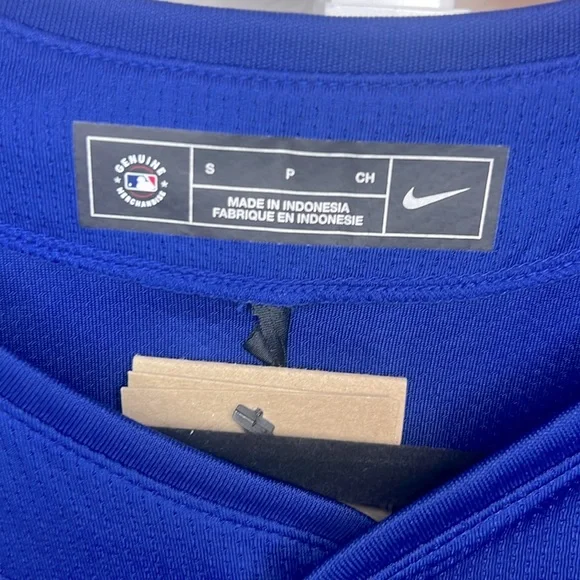 GENUINE
MERCHANDISE
S P CH
MADE IN INDONESIA
FABRIQUE EN INDONESIE